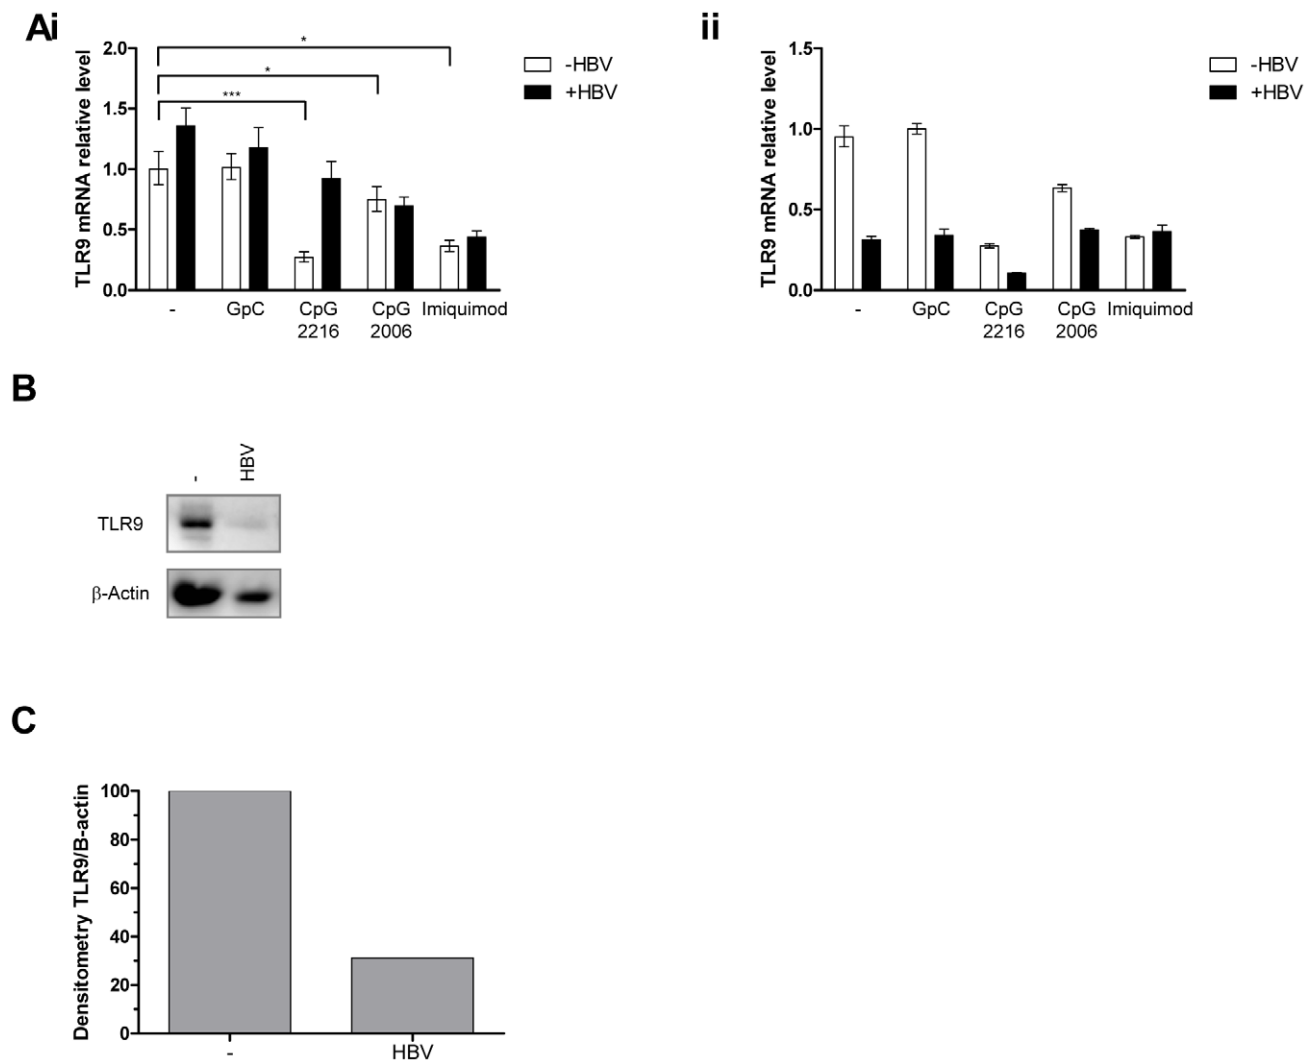 Ai
TLR9 mRNA relative level
2.0
1.5
1.0
0.5
0.0
*
*
***
-HBV
+HBV
-
GpC
CpG
2216
CpG
2006
Imiquimod
ii
TLR9 mRNA relative level
1.5
1.0
0.5
0.0
-HBV
+HBV
-
GpC
CpG
2216
CpG
2006
Imiquimod
B
-
HBV
TLR9
β-Actin
C
Densitometry TLR9/B-actin
100
80
60
40
20
0
-
HBV